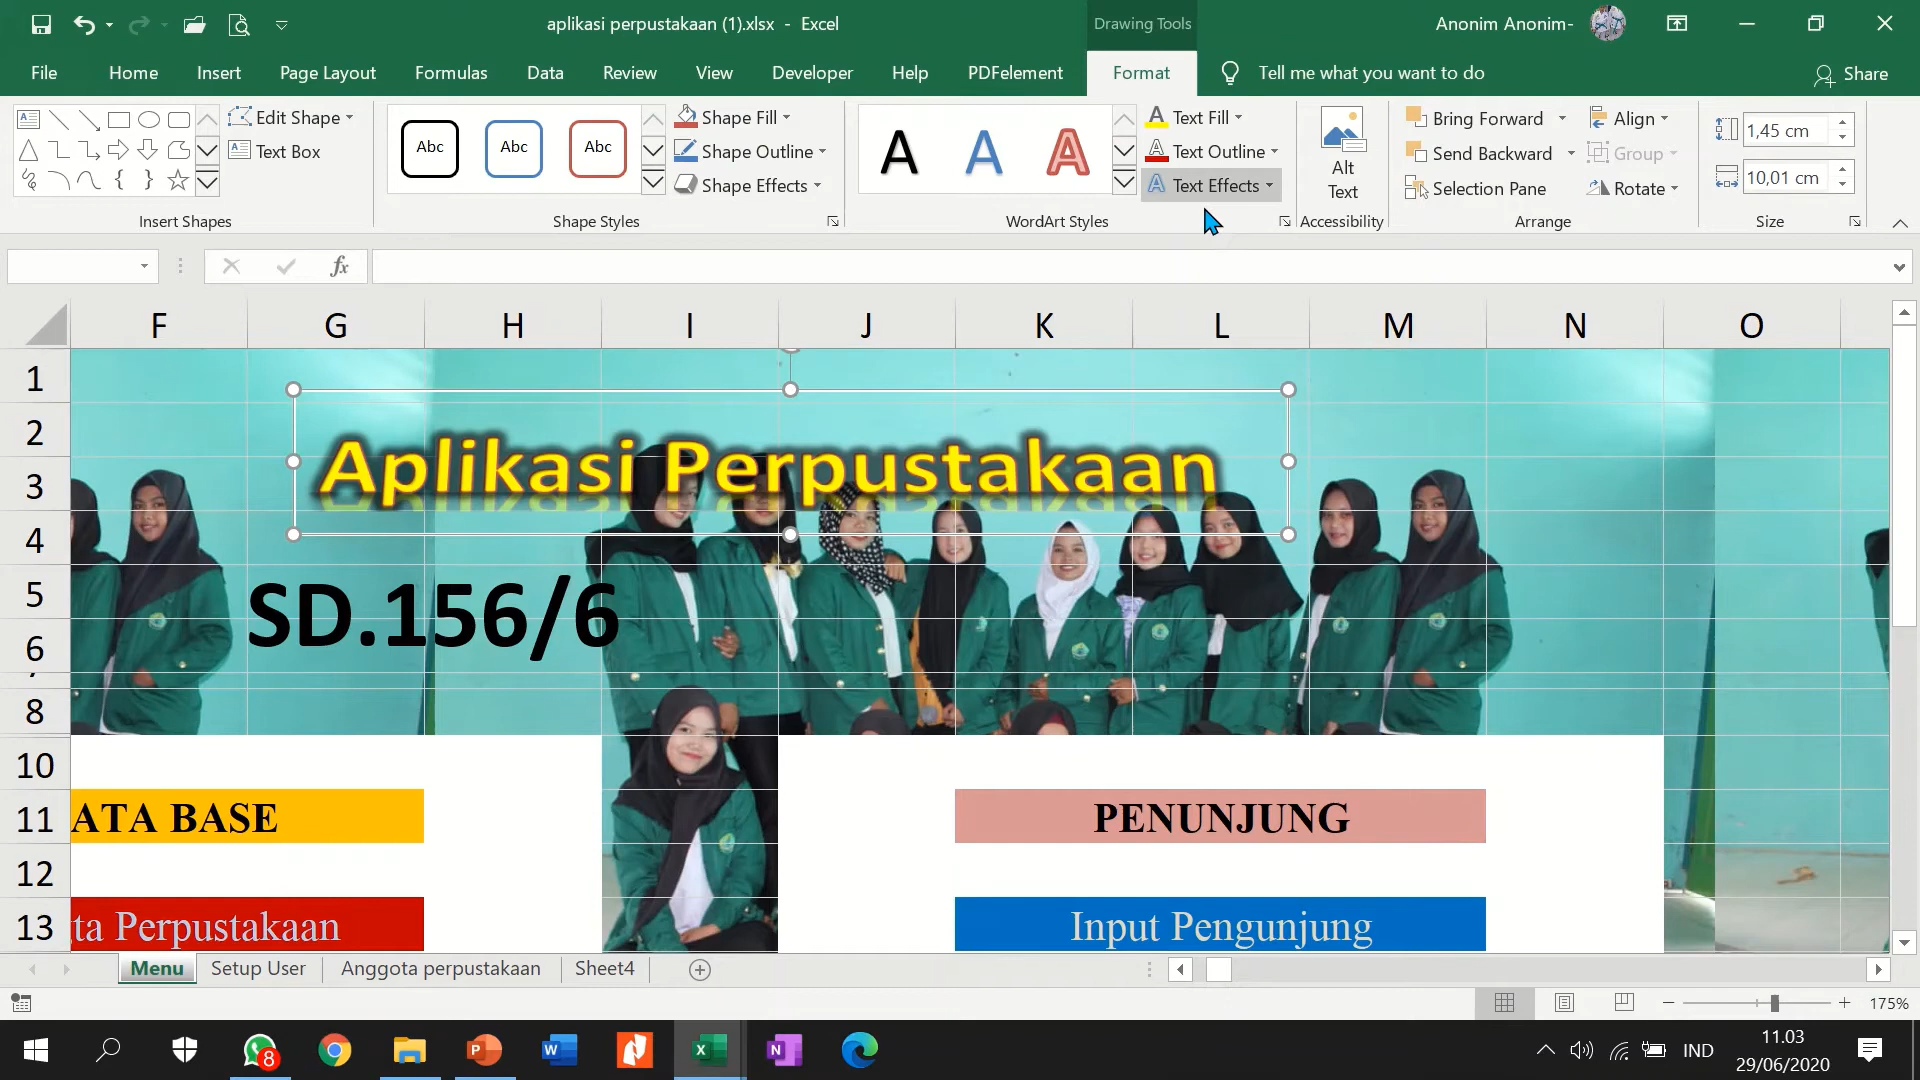 aplikasi perpustakaan (1).xlsx - Excel
Drawing Tools
Anonim Anonim-
File Home Insert Page Layout Formulas Data Review View Developer Help PDFelement Format Tell me what you want to do Share
Edit Shape
Text Box
Insert Shapes
Abc Abc Abc
Shape Fill
Shape Outline
Shape Effects
Shape Styles
A A A
Text Fill
Text Outline
Text Effects
WordArt Styles
Alt
Text
Accessibility
Bring Forward
Send Backward
Selection Pane
Align
Group
Rotate
Arrange
1,45 cm
10,01 cm
Size
fx
F G H I J K L M N O
1
2
3
4
5
6
8
10
11
12
13
Aplikasi Perpustakaan
SD.156/6
ATA BASE
PENUNJUNG
ta Perpustakaan
Input Pengunjung
Menu Setup User Anggota perpustakaan Sheet4
175%
8
IND
11.03
29/06/2020